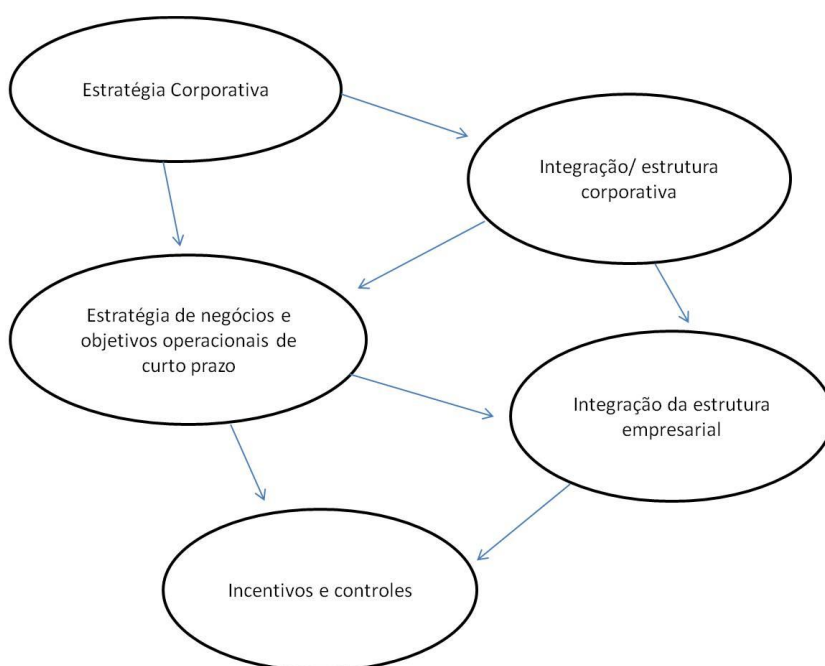 Estratégia Corporativa
Integração/ estrutura
corporativa
Estratégia de negócios e
objetivos operacionais de
curto prazo
Integração da estrutura
empresarial
Incentivos e controles